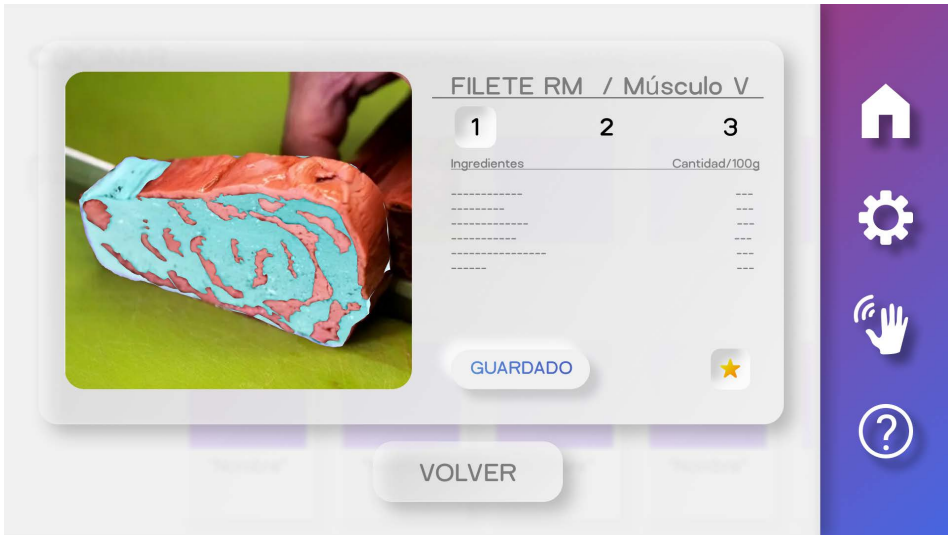 FILETE RM / Músculo V
1 2 3
Ingredientes Cantidad/100g
------------ ---
--------- ---
------------- ---
----------- ---
---------------- ---
------ ---
GUARDADO
VOLVER
?